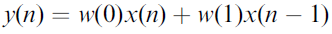 y(n) = w(0)x(n) + w(1)x(n − 1)